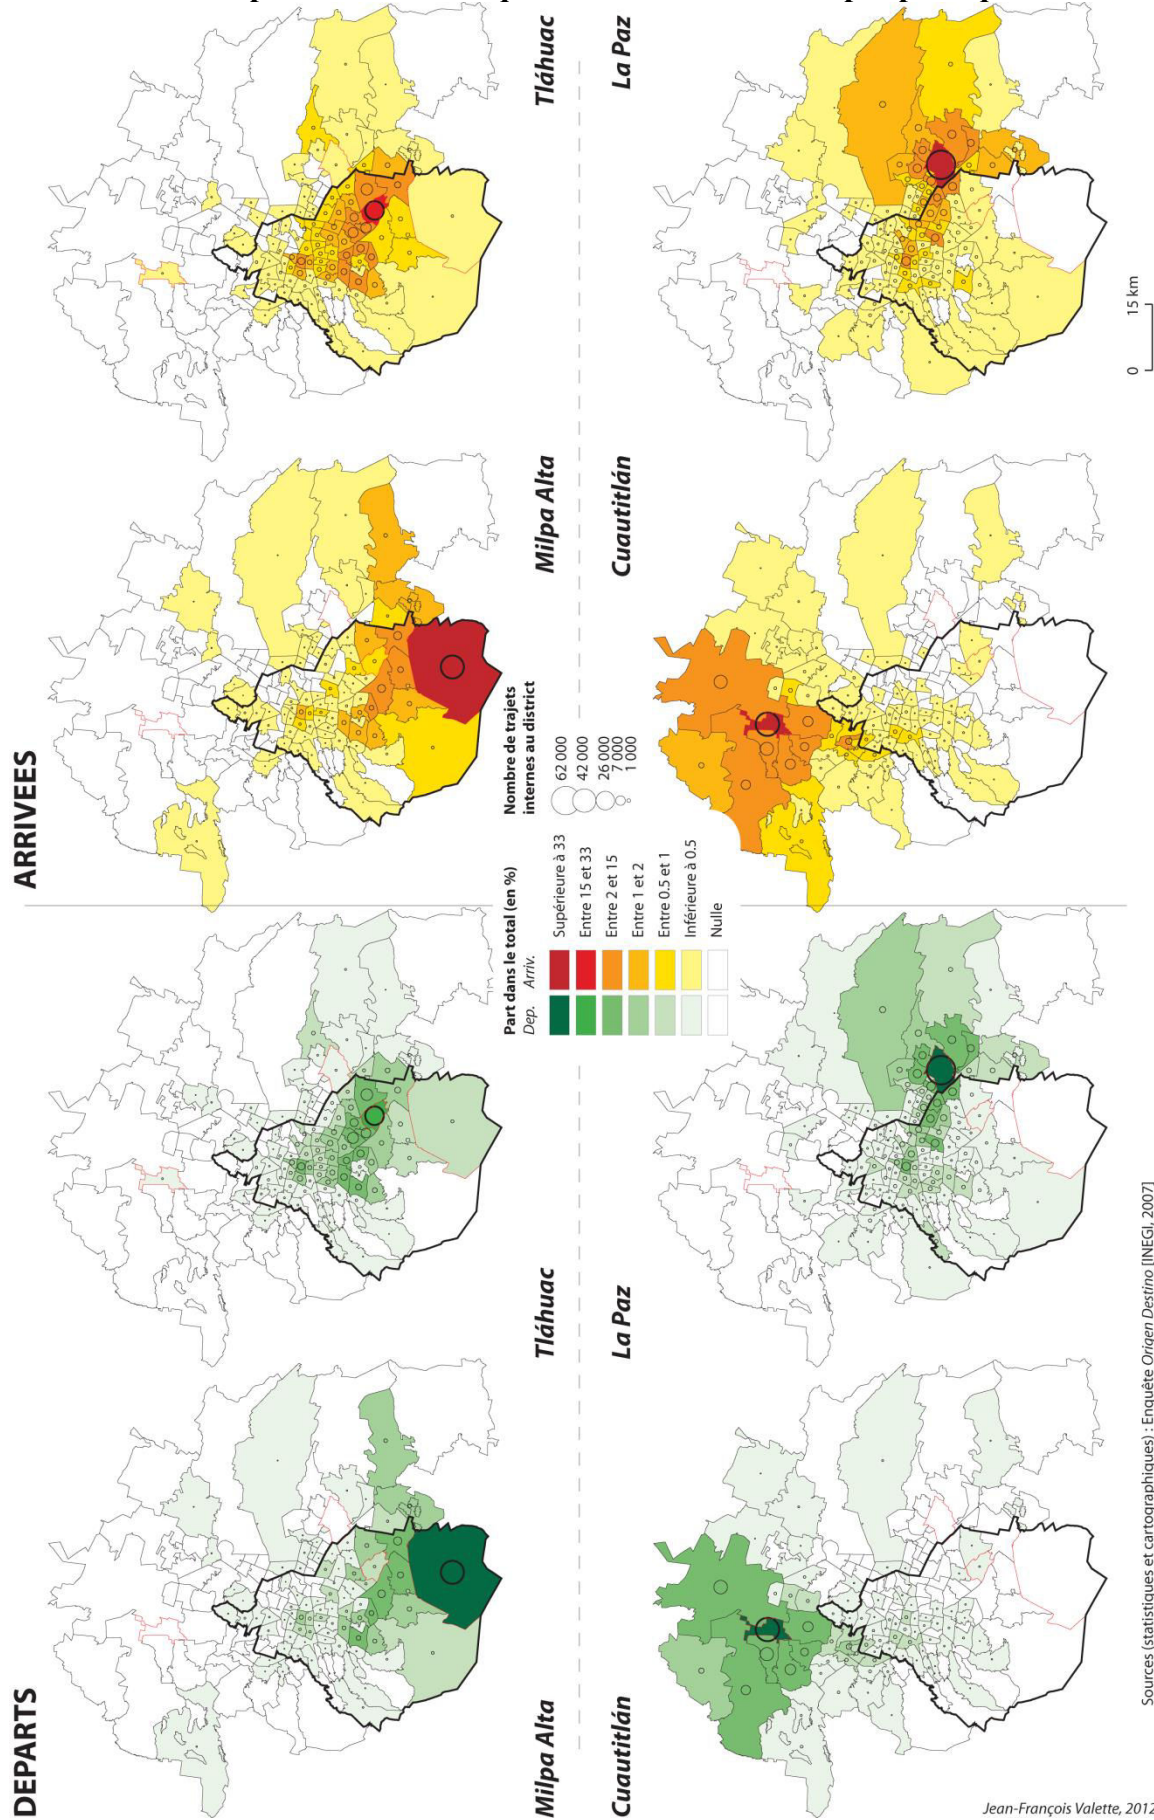 DEPARTS
ARRIVEES
Milpa Alta
Tláhuac
Milpa Alta
Tláhuac
Cuautitlán
La Paz
Cuautitlán
La Paz
Part dans le total (en %)
Dep.
Arriv.
Supérieure à 33
Entre 15 et 33
Entre 2 et 15
Entre 1 et 2
Entre 0.5 et 1
Inférieure à 0.5
Nulle
Nombre de trajets
internes au district
62 000
42 000
26 000
7 000
1 000
0
15 km
Sources (statistiques et cartographiques) : Enquête Origen Destino [INEGI, 2007]
Jean-François Valette, 2012